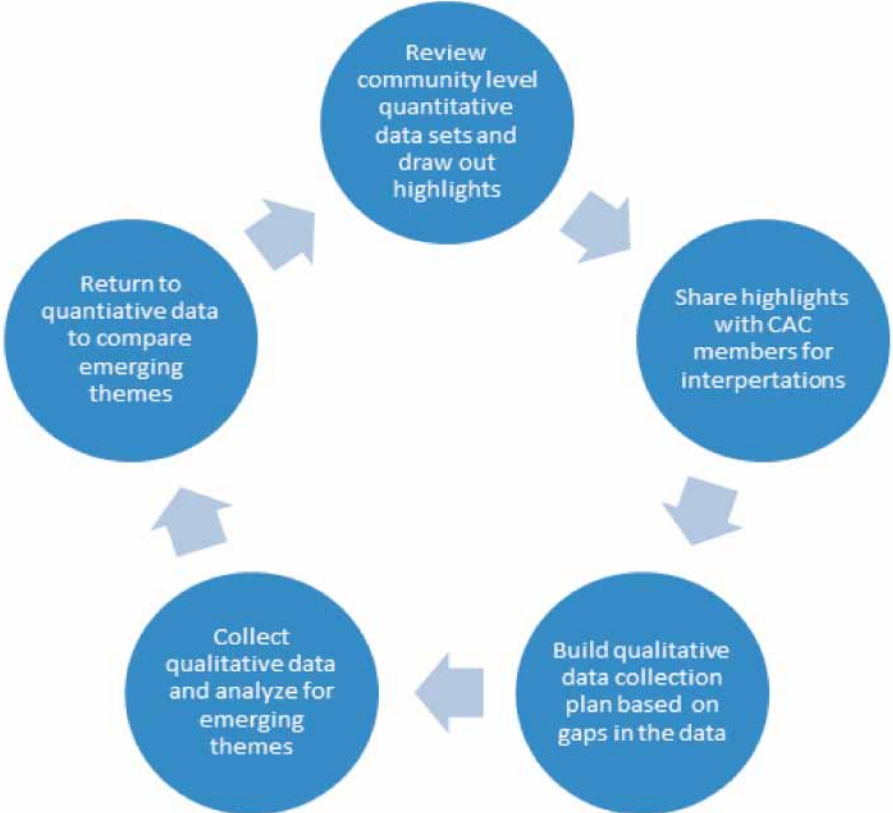 Review
community level
quantitative
data sets and
draw out
highlights
Share highlights
with CAC
members for
interpertations
Build qualitative
data collection
plan based on
gaps in the data
Collect
qualitative data
and analyze for
emerging
themes
Return to
quantiative data
to compare
emerging
themes